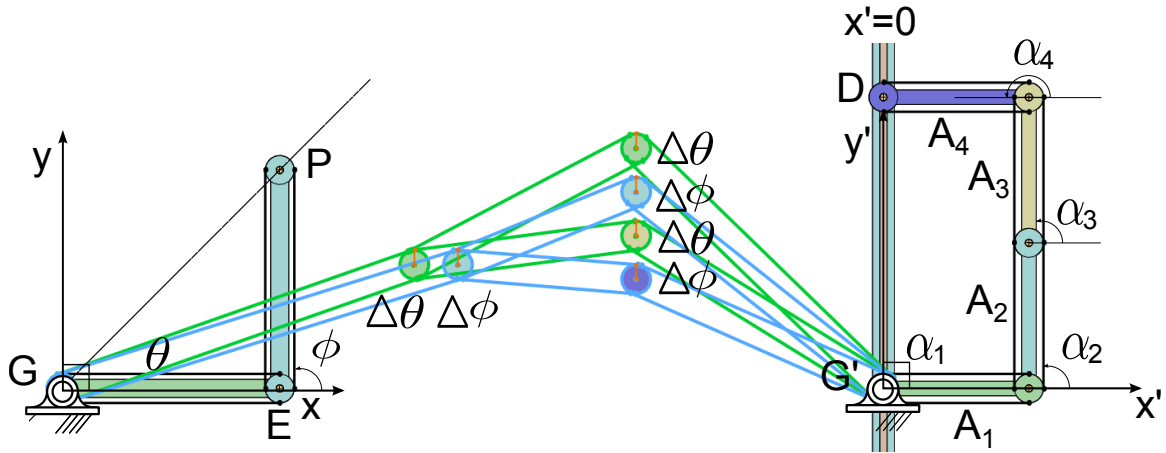 x'=0
α₄
D
y
P
y'
A₄
Δθ
A₃
Δϕ
α₃
Δθ
Δϕ
A₂
Δθ Δϕ
G
θ
ϕ
G'
α₁
α₂
x
x'
E
A₁